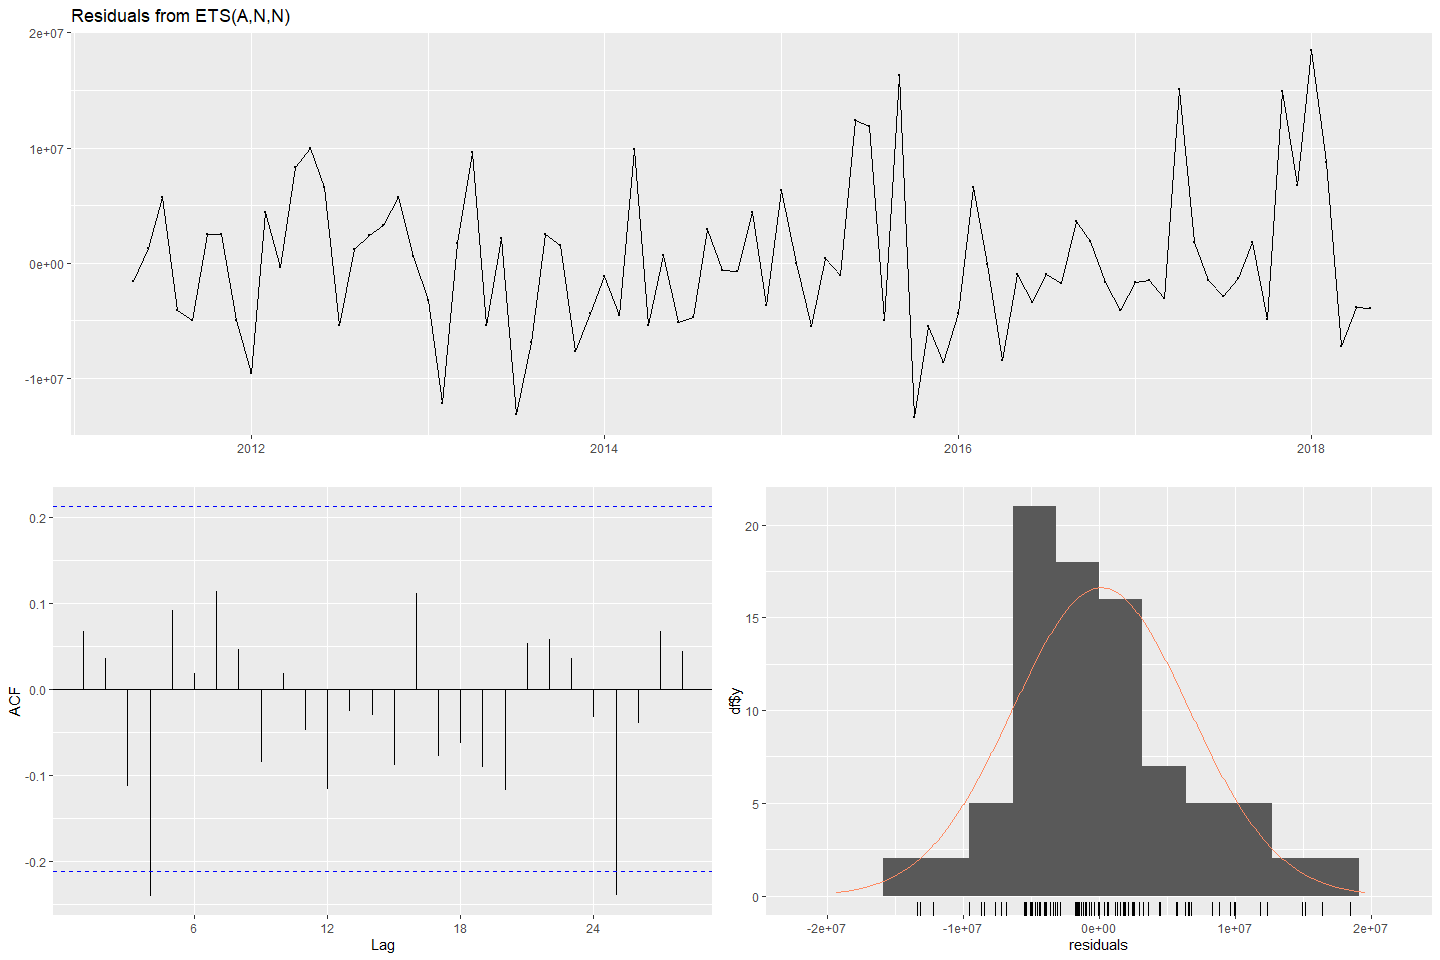 Residuals from ETS(A,N,N)
2e+07
1e+07
0e+00
-1e+07
2012
2014
2016
2018
0.2
0.1
0.0
-0.1
-0.2
ACF
6
12
18
24
Lag
20
15
10
5
0
df$y
-2e+07
-1e+07
0e+00
1e+07
2e+07
residuals